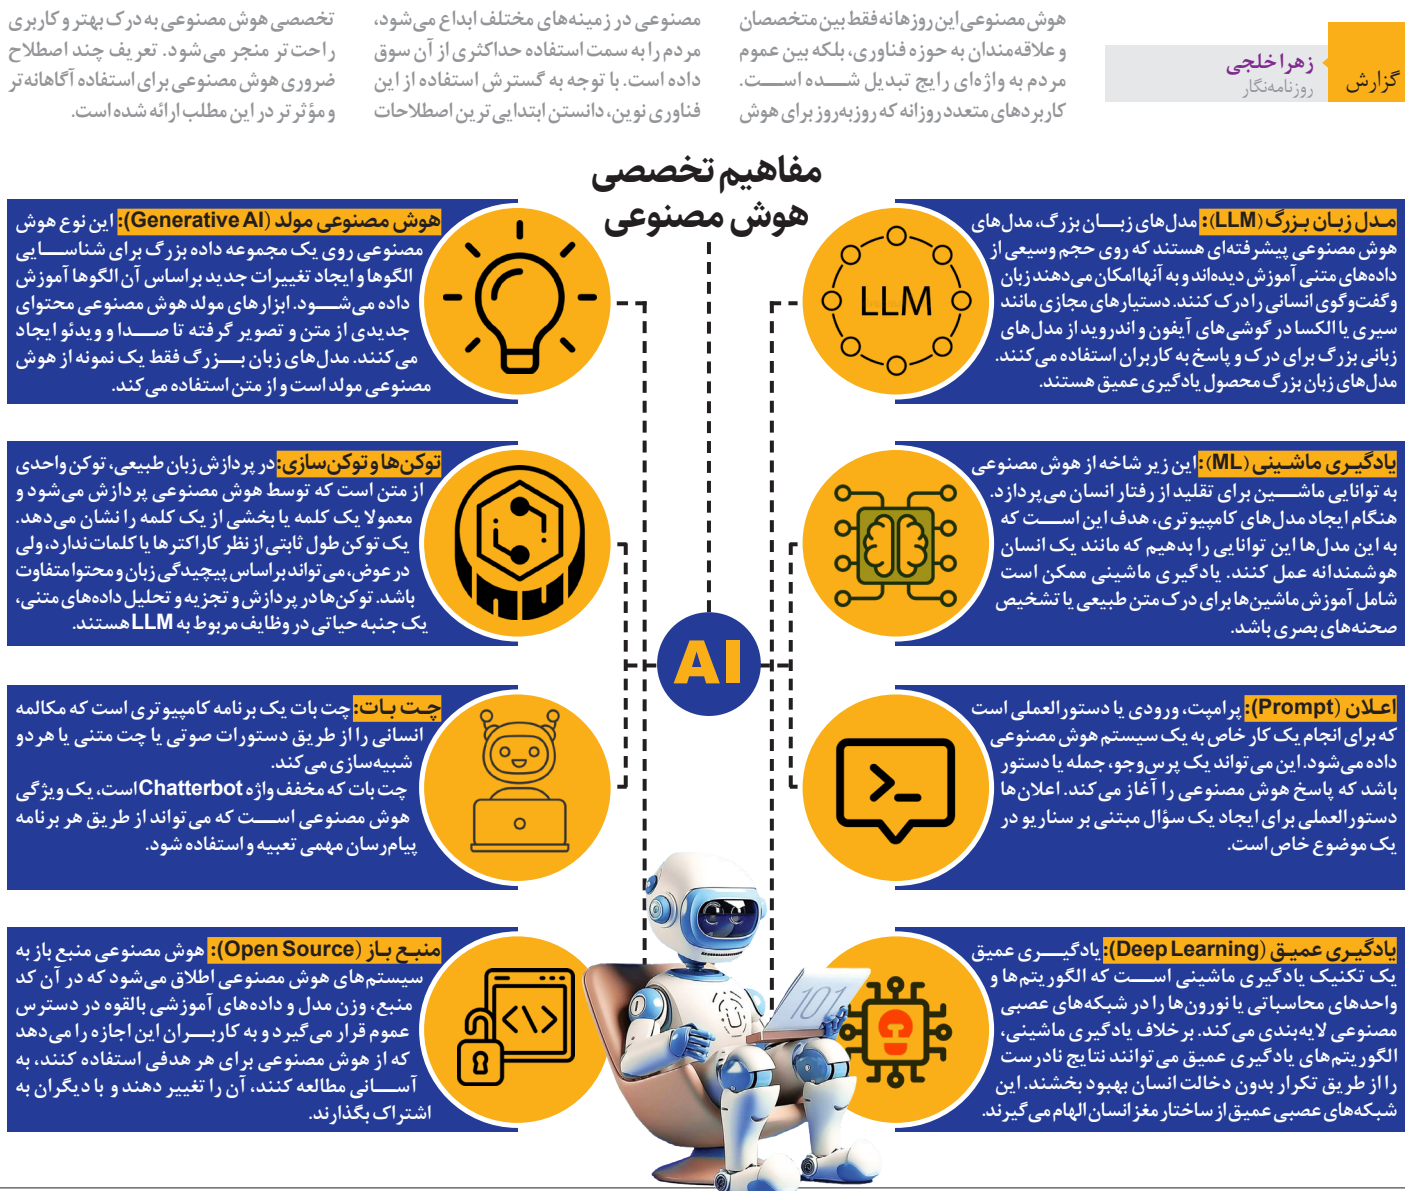 گزارش
زهرا خلجی
روزنامه‌نگار
هوش مصنوعی این روزها نه فقط بین متخصصان
و علاقه‌مندان به حوزه فناوری، بلکه بین عموم
مردم به واژه‌ای رایج تبدیل شده است.
کاربردهای متعدد روزانه که روزبه‌روز برای هوش
مصنوعی در زمینه‌های مختلف ابداع می‌شود،
مردم را به سمت استفاده حداکثری از آن سوق
داده است. با توجه به گسترش استفاده از این
فناوری نوین، دانستن ابتدایی‌ترین اصطلاحات
تخصصی هوش مصنوعی به درک بهتر و کاربری
راحت‌تر منجر می‌شود. تعریف چند اصطلاح
ضروری هوش مصنوعی برای استفاده آگاهانه‌تر
و مؤثرتر در این مطلب ارائه شده است.
مفاهیم تخصصی
هوش مصنوعی
مدل زبان بزرگ (LLM): مدل‌های زبان بزرگ، مدل‌های
هوش مصنوعی پیشرفته‌ای هستند که روی حجم وسیعی از
داده‌های متنی آموزش دیده‌اند و به آنها امکان می‌دهند زبان
و گفت‌وگوی انسانی را درک کنند. دستیارهای مجازی مانند
سیری یا الکسا در گوشی‌های آیفون و اندروید از مدل‌های
زبانی بزرگ برای درک و پاسخ به کاربران استفاده می‌کنند.
مدل‌های زبان بزرگ محصول یادگیری عمیق هستند.
LLM
هوش مصنوعی مولد (Generative AI): این نوع هوش
مصنوعی روی یک مجموعه داده بزرگ برای شناسایی
الگوها و ایجاد تغییرات جدید براساس آن الگوها آموزش
داده می‌شود. ابزارهای مولد هوش مصنوعی محتوای
جدیدی از متن و تصویر گرفته تا صدا و ویدئو ایجاد
می‌کنند. مدل‌های زبان بزرگ فقط یک نمونه از هوش
مصنوعی مولد است و از متن استفاده می‌کند.
یادگیری ماشینی (ML): این زیر شاخه از هوش مصنوعی
به توانایی ماشین برای تقلید از رفتار انسان می‌پردازد.
هنگام ایجاد مدل‌های کامپیوتری، هدف این است که
به این مدل‌ها این توانایی را بدهیم که مانند یک انسان
هوشمندانه عمل کنند. یادگیری ماشینی ممکن است
شامل آموزش ماشین‌ها برای درک متن طبیعی یا تشخیص
صحنه‌های بصری باشد.
توکن‌ها و توکن‌سازی: در پردازش زبان طبیعی، توکن واحدی
از متن است که توسط هوش مصنوعی پردازش می‌شود و
معمولا یک کلمه یا بخشی از یک کلمه را نشان می‌دهد.
یک توکن طول ثابتی از نظر کاراکترها یا کلمات ندارد، ولی
در عوض، می‌تواند براساس پیچیدگی زبان و محتوا متفاوت
باشد. توکن‌ها در پردازش و تجزیه و تحلیل داده‌های متنی،
یک جنبه حیاتی در وظایف مربوط به LLM هستند.
AI
اعلان (Prompt): پرامپت، ورودی یا دستورالعملی است
که برای انجام یک کار خاص به یک سیستم هوش مصنوعی
داده می‌شود. این می‌تواند یک پرس‌وجو، جمله یا دستور
باشد که پاسخ هوش مصنوعی را آغاز می‌کند. اعلان‌ها
دستورالعملی برای ایجاد یک سؤال مبتنی بر سناریو در
یک موضوع خاص است.
چت بات: چت بات یک برنامه کامپیوتری است که مکالمه
انسانی را از طریق دستورات صوتی یا چت متنی یا هر دو
شبیه‌سازی می‌کند.
چت بات که مخفف واژه Chatterbot است، یک ویژگی
هوش مصنوعی است که می‌تواند از طریق هر برنامه
پیام‌رسان مهمی تعبیه و استفاده شود.
یادگیری عمیق (Deep Learning): یادگیری عمیق
یک تکنیک یادگیری ماشینی است که الگوریتم‌ها و
واحدهای محاسباتی یا نورون‌ها را در شبکه‌های عصبی
مصنوعی لایه‌بندی می‌کند. برخلاف یادگیری ماشینی،
الگوریتم‌های یادگیری عمیق می‌توانند نتایج نادرست
را از طریق تکرار بدون دخالت انسان بهبود بخشند. این
شبکه‌های عصبی عمیق از ساختار مغز انسان الهام می‌گیرند.
101
منبع باز (Open Source): هوش مصنوعی منبع باز به
سیستم‌های هوش مصنوعی اطلاق می‌شود که در آن کد
منبع، وزن مدل و داده‌های آموزشی بالقوه در دسترس
عموم قرار می‌گیرد و به کاربران این اجازه را می‌دهد
که از هوش مصنوعی برای هر هدفی استفاده کنند، به
آسانی مطالعه کنند، آن را تغییر دهند و با دیگران به
اشتراک بگذارند.